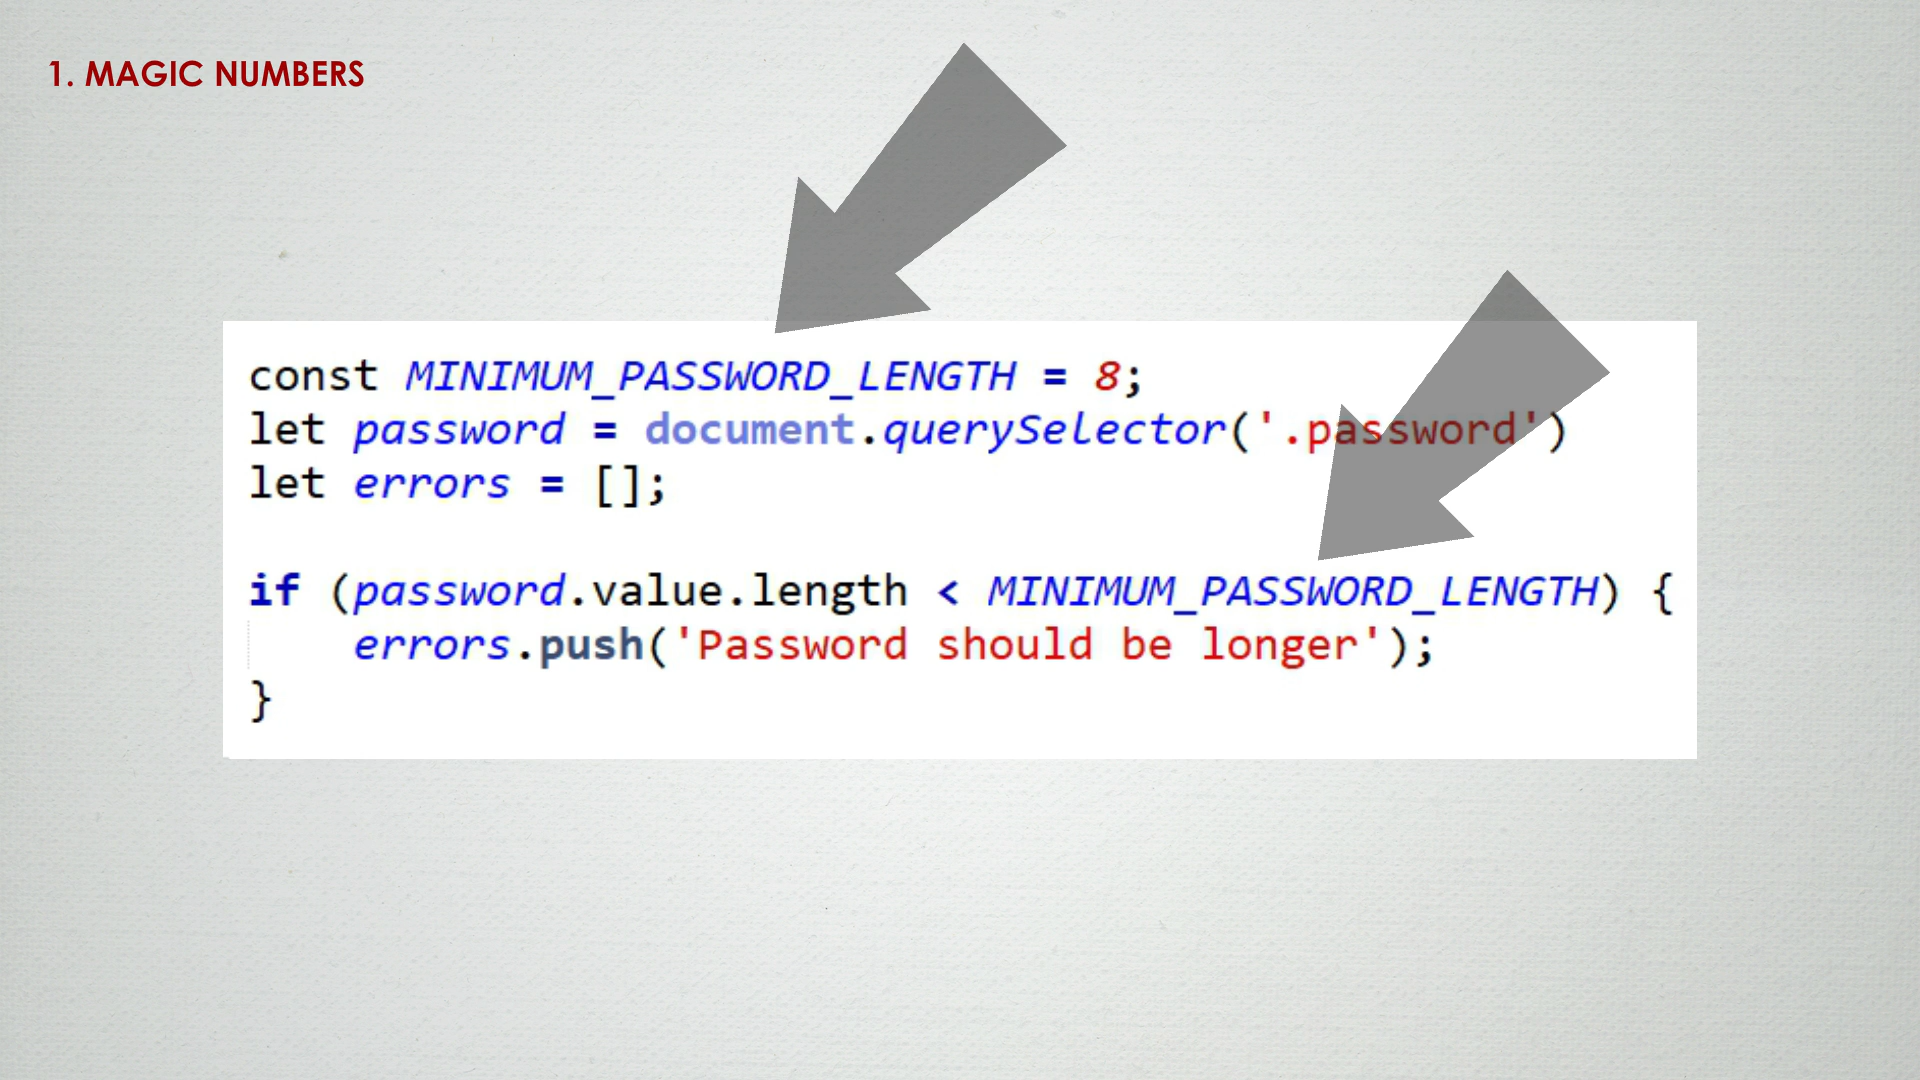 1. MAGIC NUMBERS
const MINIMUM_PASSWORD_LENGTH = 8;
let password = document.querySelector('.password')
let errors = [];
if (password.value.length < MINIMUM_PASSWORD_LENGTH) {
    errors.push('Password should be longer');
}